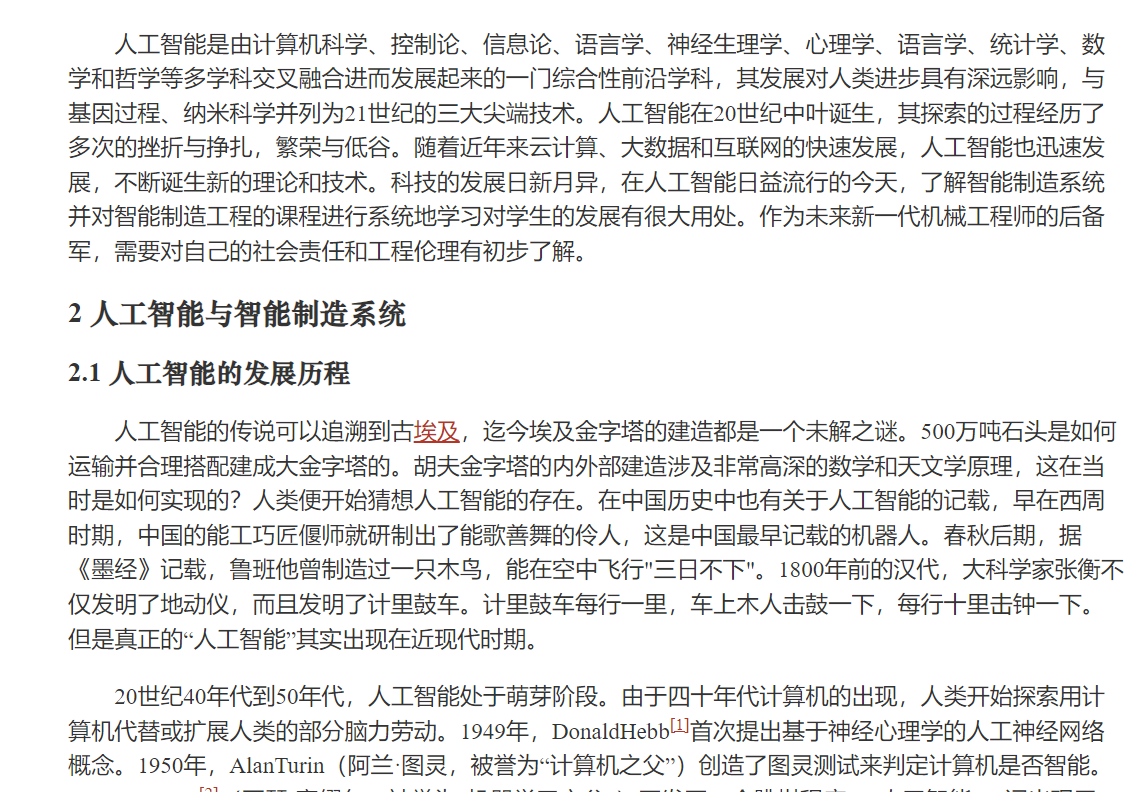 人工智能是由计算机科学、控制论、信息论、语言学、神经生理学、心理学、语言学、统计学、数
学和哲学等多学科交叉融合进而发展起来的一门综合性前沿学科，其发展对人类进步具有深远影响，与
基因过程、纳米科学并列为21世纪的三大尖端技术。人工智能在20世纪中叶诞生，其探索的过程经历了
多次的挫折与挣扎，繁荣与低谷。随着近年来云计算、大数据和互联网的快速发展，人工智能也迅速发
展，不断诞生新的理论和技术。科技的发展日新月异，在人工智能日益流行的今天，了解智能制造系统
并对智能制造工程的课程进行系统地学习对学生的发展有很大用处。作为未来新一代机械工程师的后备
军，需要对自己的社会责任和工程伦理有初步了解。
2 人工智能与智能制造系统
2.1 人工智能的发展历程
人工智能的传说可以追溯到古埃及，迄今埃及金字塔的建造都是一个未解之谜。500万吨石头是如何
运输并合理搭配建成大金字塔的。胡夫金字塔的内外部建造涉及非常高深的数学和天文学原理，这在当
时是如何实现的？人类便开始猜想人工智能的存在。在中国历史中也有关于人工智能的记载，早在西周
时期，中国的能工巧匠偃师就研制出了能歌善舞的伶人，这是中国最早记载的机器人。春秋后期，据
《墨经》记载，鲁班他曾制造过一只木鸟，能在空中飞行"三日不下"。1800年前的汉代，大科学家张衡不
仅发明了地动仪，而且发明了计里鼓车。计里鼓车每行一里，车上木人击鼓一下，每行十里击钟一下。
但是真正的“人工智能”其实出现在近现代时期。
20世纪40年代到50年代，人工智能处于萌芽阶段。由于四十年代计算机的出现，人类开始探索用计
算机代替或扩展人类的部分脑力劳动。1949年，DonaldHebb[1]首次提出基于神经心理学的人工神经网络
概念。1950年，AlanTurin（阿兰·图灵，被誉为“计算机之父”）创造了图灵测试来判定计算机是否智能。